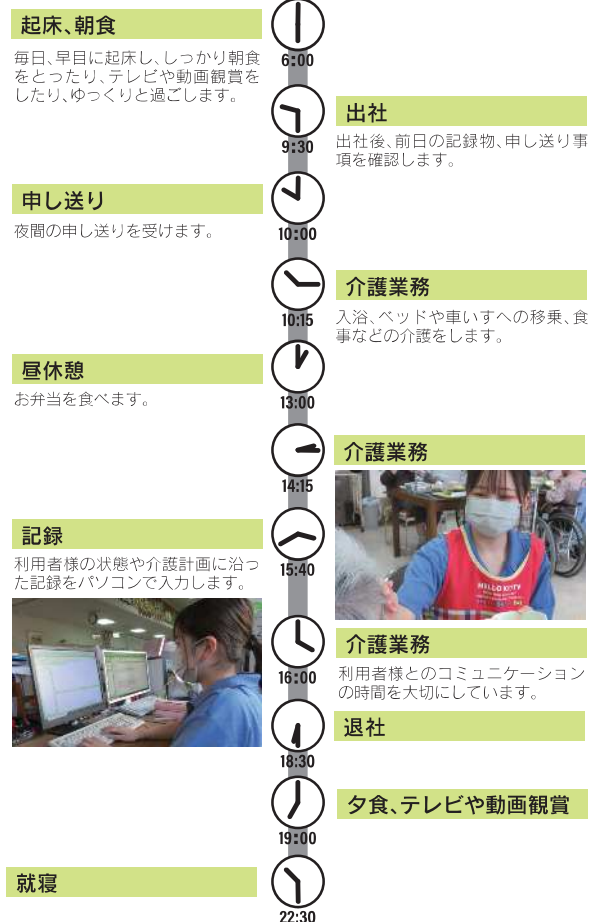 起床、朝食
毎日、早目に起床し、しっかり朝食
をとったり、テレビや動画観賞を
したり、ゆっくりと過ごします。
6:00
9:30
出社
出社後、前日の記録物、申し送り事
項を確認します。
申し送り
夜間の申し送りを受けます。
10:00
10:15
介護業務
入浴、ベッドや車いすへの移乗、食
事などの介護をします。
昼休憩
お弁当を食べます。
13:00
14:15
介護業務
HELLO KITTY
記録
利用者様の状態や介護計画に沿っ
た記録をパソコンで入力します。
15:40
16:00
介護業務
利用者様とのコミュニケーション
の時間を大切にしています。
18:30
退社
19:00
夕食、テレビや動画観賞
就寝
22:30